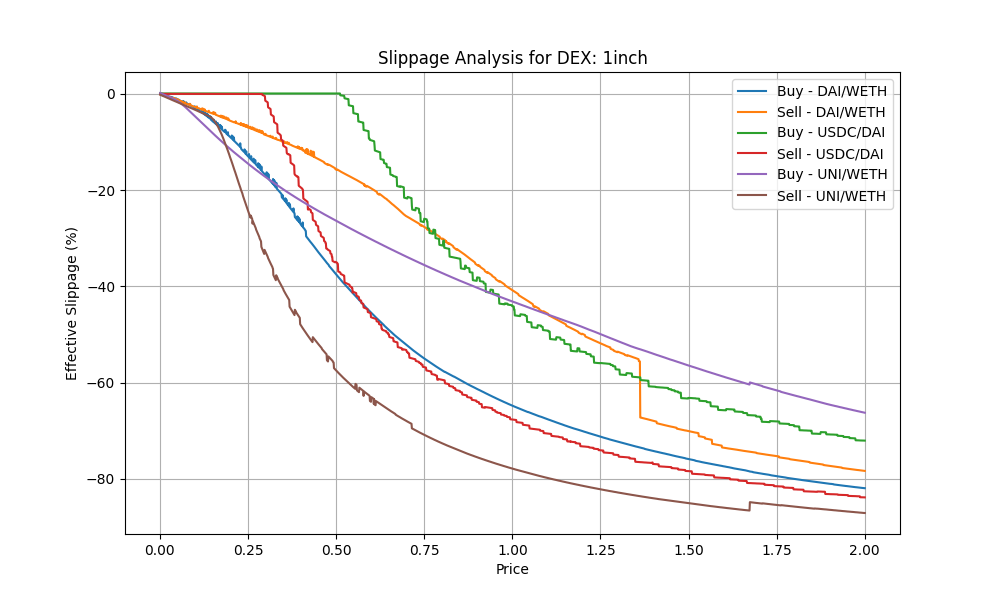 Slippage Analysis for DEX: 1inch
Effective Slippage (%)
0
−20
−40
−60
−80
Buy - DAI/WETH
Sell - DAI/WETH
Buy - USDC/DAI
Sell - USDC/DAI
Buy - UNI/WETH
Sell - UNI/WETH
0.00 0.25 0.50 0.75 1.00 1.25 1.50 1.75 2.00
Price